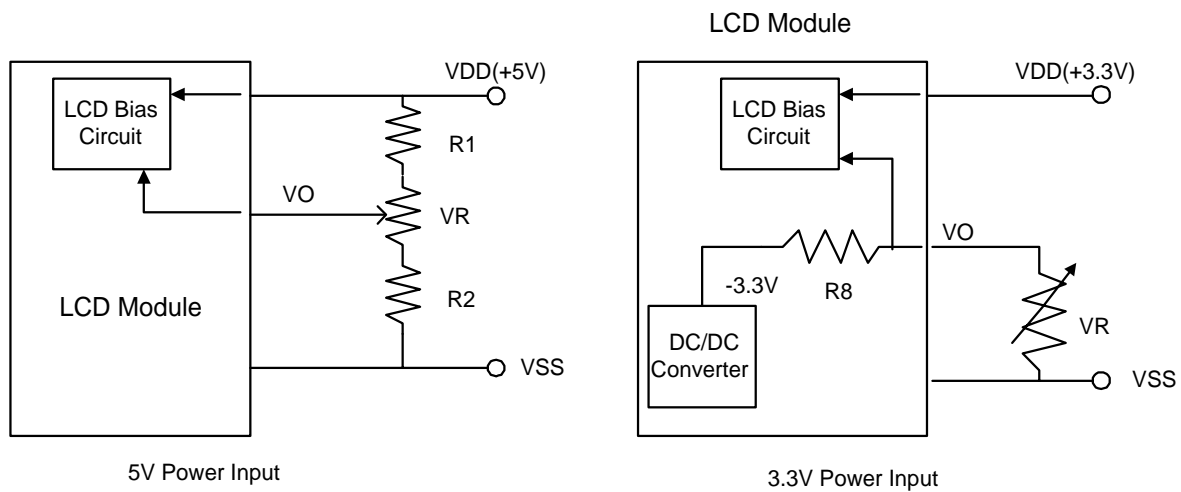 LCD Module
VDD(+5V)
LCD Bias
Circuit
R1
VO
VR
R2
LCD Module
VSS
5V Power Input
VDD(+3.3V)
LCD Bias
Circuit
VO
-3.3V
R8
VR
DC/DC
Converter
VSS
3.3V Power Input